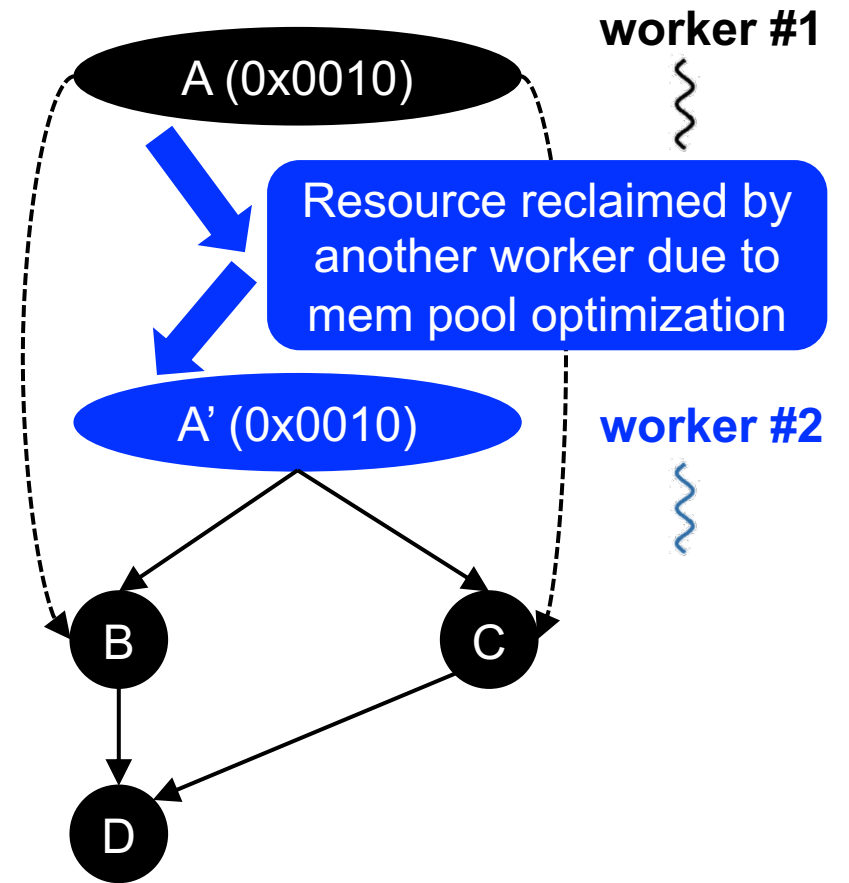 worker #1
A (0x0010)
Resource reclaimed by
another worker due to
mem pool optimization
A’ (0x0010)
worker #2
B
C
D